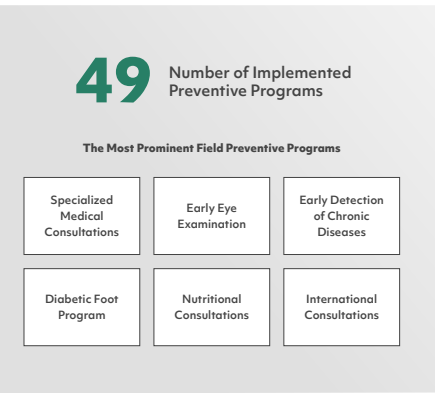 49
Number of Implemented
Preventive Programs
The Most Prominent Field Preventive Programs
Specialized
Medical
Consultations
Early Eye
Examination
Early Detection
of Chronic
Diseases
Diabetic Foot
Program
Nutritional
Consultations
International
Consultations